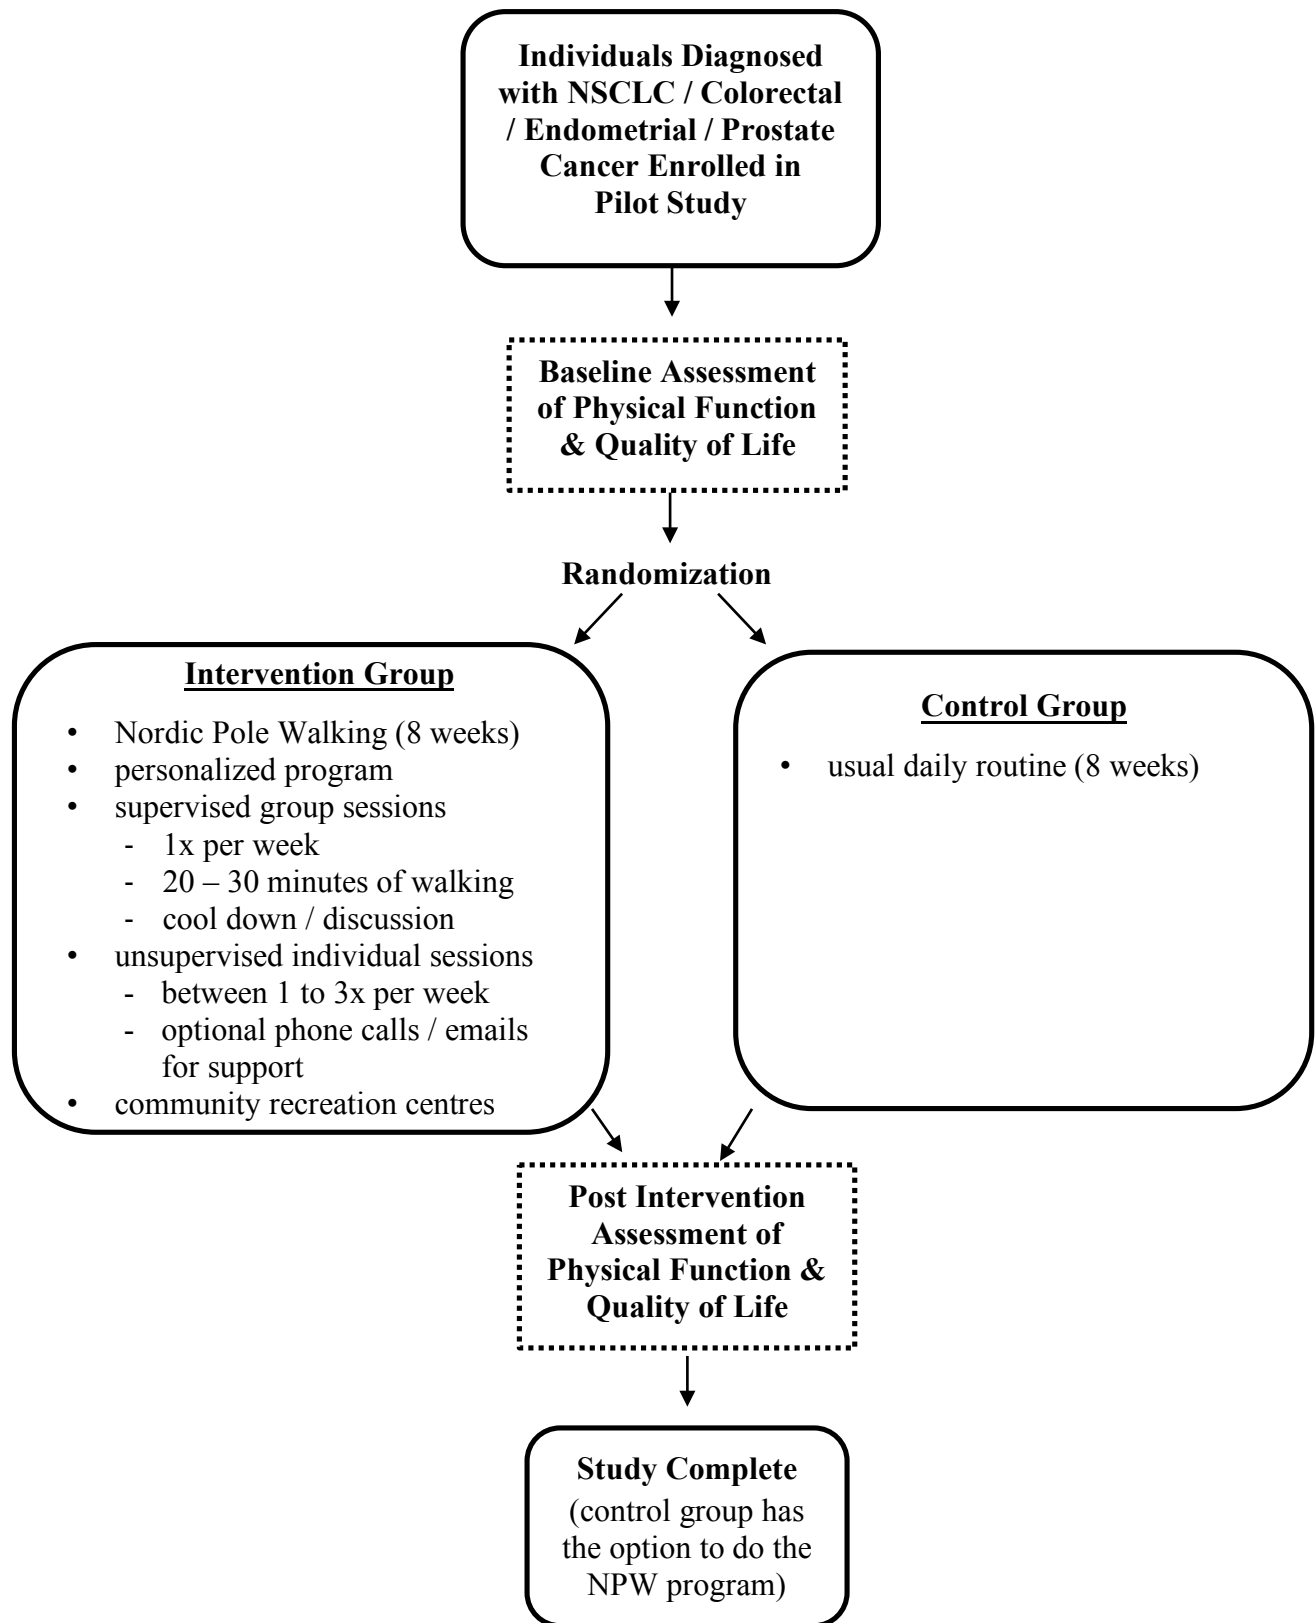 Individuals Diagnosed
with NSCLC / Colorectal
/ Endometrial / Prostate
Cancer Enrolled in
Pilot Study
Baseline Assessment
of Physical Function
& Quality of Life
Randomization
Intervention Group
• Nordic Pole Walking (8 weeks)
• personalized program
• supervised group sessions
- 1x per week
- 20 – 30 minutes of walking
- cool down / discussion
• unsupervised individual sessions
- between 1 to 3x per week
- optional phone calls / emails
for support
• community recreation centres
Control Group
• usual daily routine (8 weeks)
Post Intervention
Assessment of
Physical Function &
Quality of Life
Study Complete
(control group has
the option to do the
NPW program)